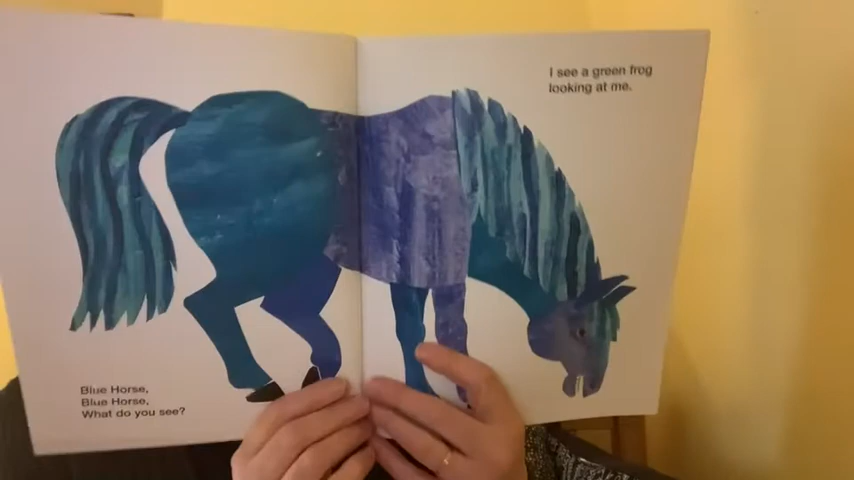 Blue Horse,
Blue Horse,
What do you see?
I see a green frog
looking at me.